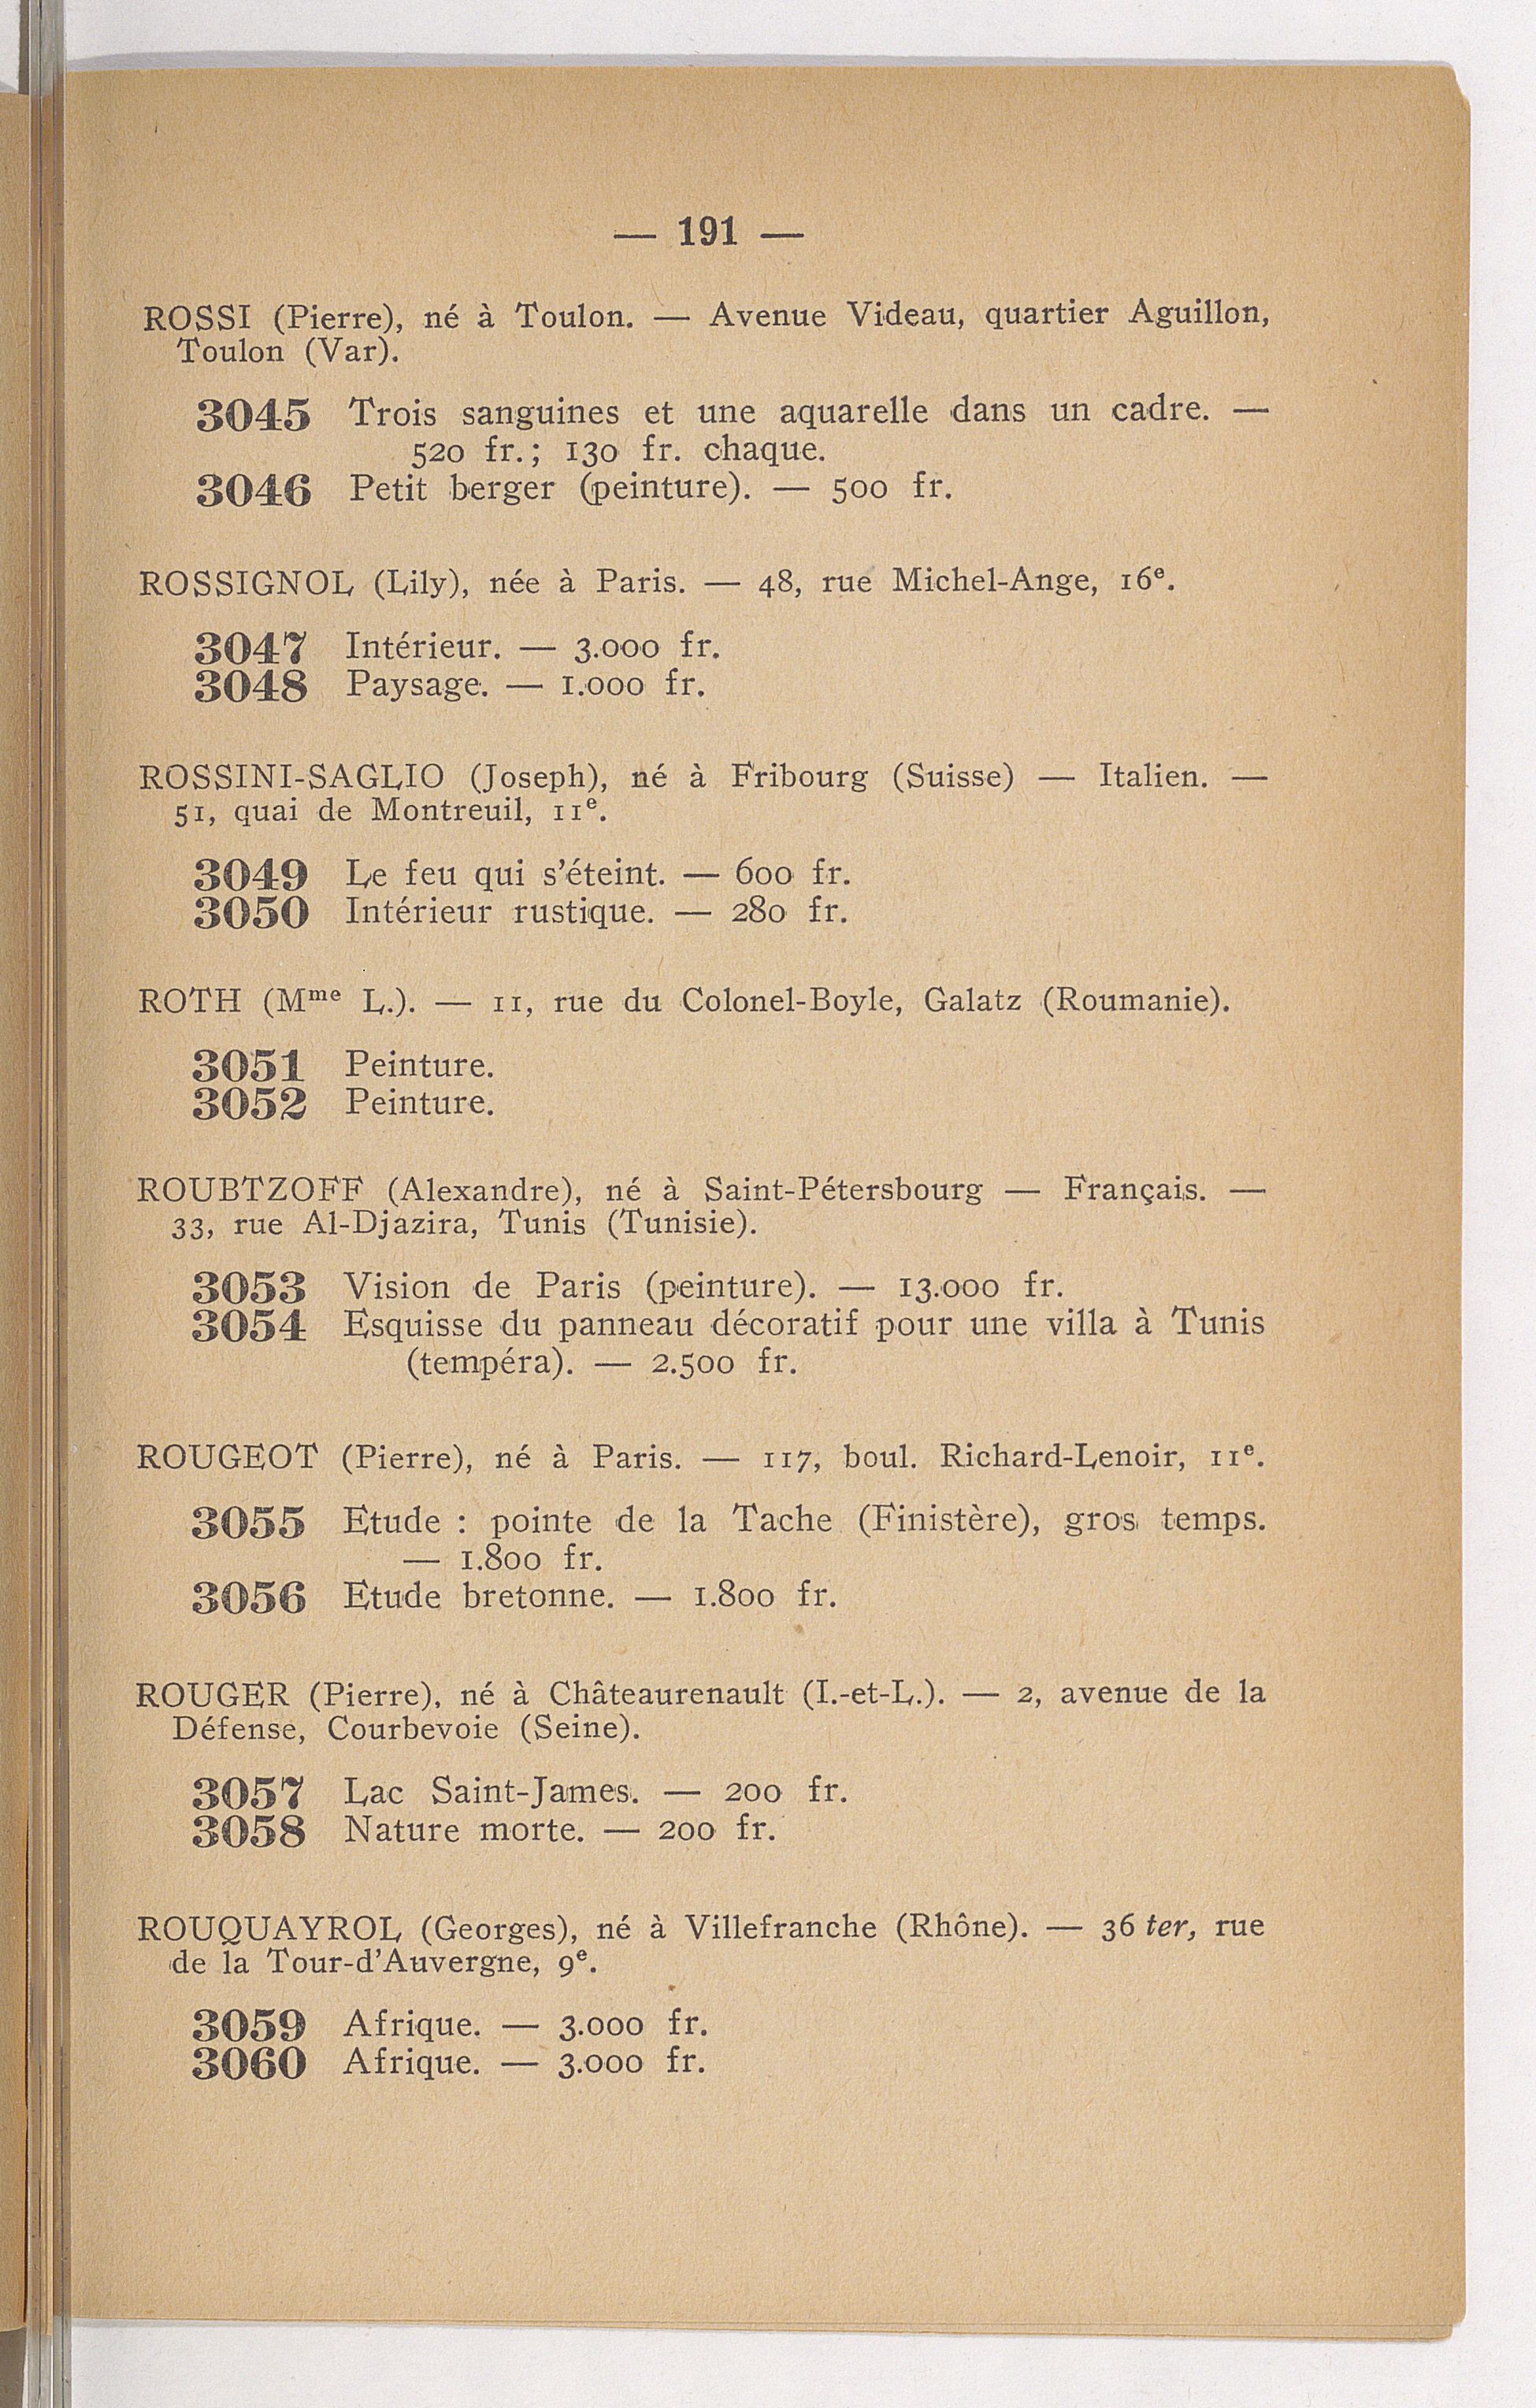 — 191 —
ROSSI (Pierre), né à Toulon. — Avenue Videau, quartier Aguillon,
Toulon (Var).
3045 Trois sanguines et une aquarelle dans un cadre. —
520 fr.; 130 fr. chaque.
3046 Petit berger (peinture). — 500 fr.
ROSSIGNOL (Lily), née à Paris. — 48, rue Michel-Ange, 16e.
3047 Intérieur. — 3.000 fr.
3048 Paysage. — 1.000 fr.
ROSSINI-SAGLIO (Joseph), né à Fribourg (Suisse) — Italien. —
51, quai de Montreuil, 11e.
3049 Le feu qui s'éteint. — 600 fr.
3050 Intérieur rustique. — 280 fr.
ROTH (Mme L.). — 11, rue du Colonel-Boyle, Galatz (Roumanie).
3051 Peinture.
3052 Peinture.
ROUBTZOFF (Alexandre), né à Saint-Pétersbourg — Français. —
33, rue Al-Djazira, Tunis (Tunisie).
3053 Vision de Paris (peinture). — 13.000 fr.
3054 Esquisse du panneau décoratif pour une villa à Tunis
(tempéra). — 2.500 fr.
ROUGEOT (Pierre), né à Paris. — 117, boul. Richard-Lenoir, 11e.
3055 Etude : pointe de la Tache (Finistère), gros temps.
— 1.800 fr.
3056 Etude bretonne. — 1.800 fr.
ROUGER (Pierre), né à Châteaurenault (I.-et-L.). — 2, avenue de la
Défense, Courbevoie (Seine).
3057 Lac Saint-James. — 200 fr.
3058 Nature morte. — 200 fr.
ROUQUAYROL (Georges), né à Villefranche (Rhône). — 36 ter, rue
de la Tour-d'Auvergne, 9e.
3059 Afrique. — 3.000 fr.
3060 Afrique. — 3.000 fr.